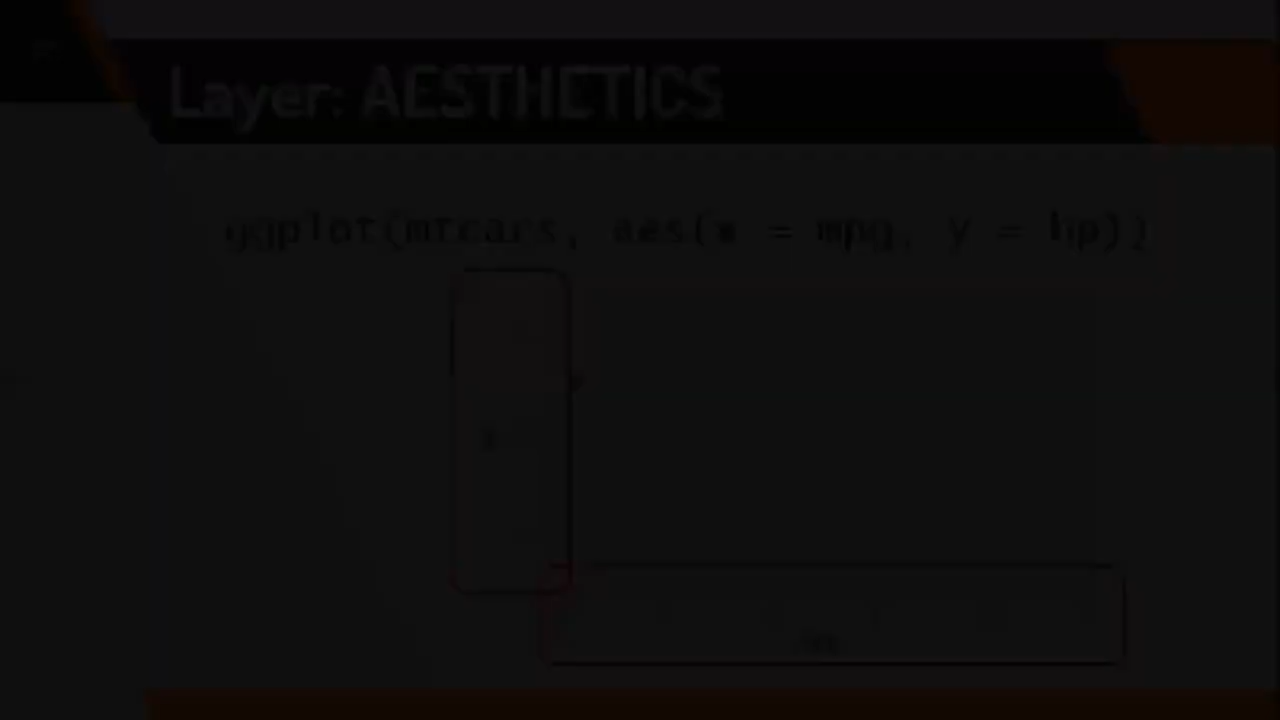 Layer: AESTHETICS
ggplot(mtcars, aes(x = mpg, y = hp))